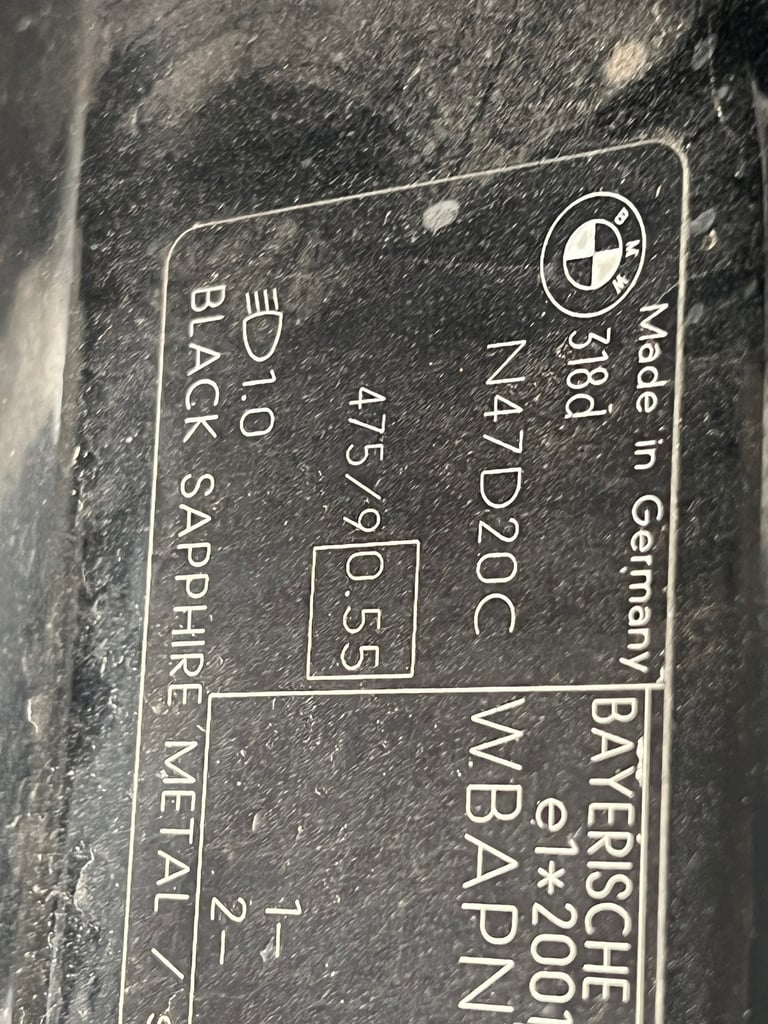 Made in Germany
BMW 318d
N47D20C
475/9 0.55
1.0
BLACK SAPPHIRE METAL /
BAYERISCHE
e1*2001
WBAPN
1-
2-